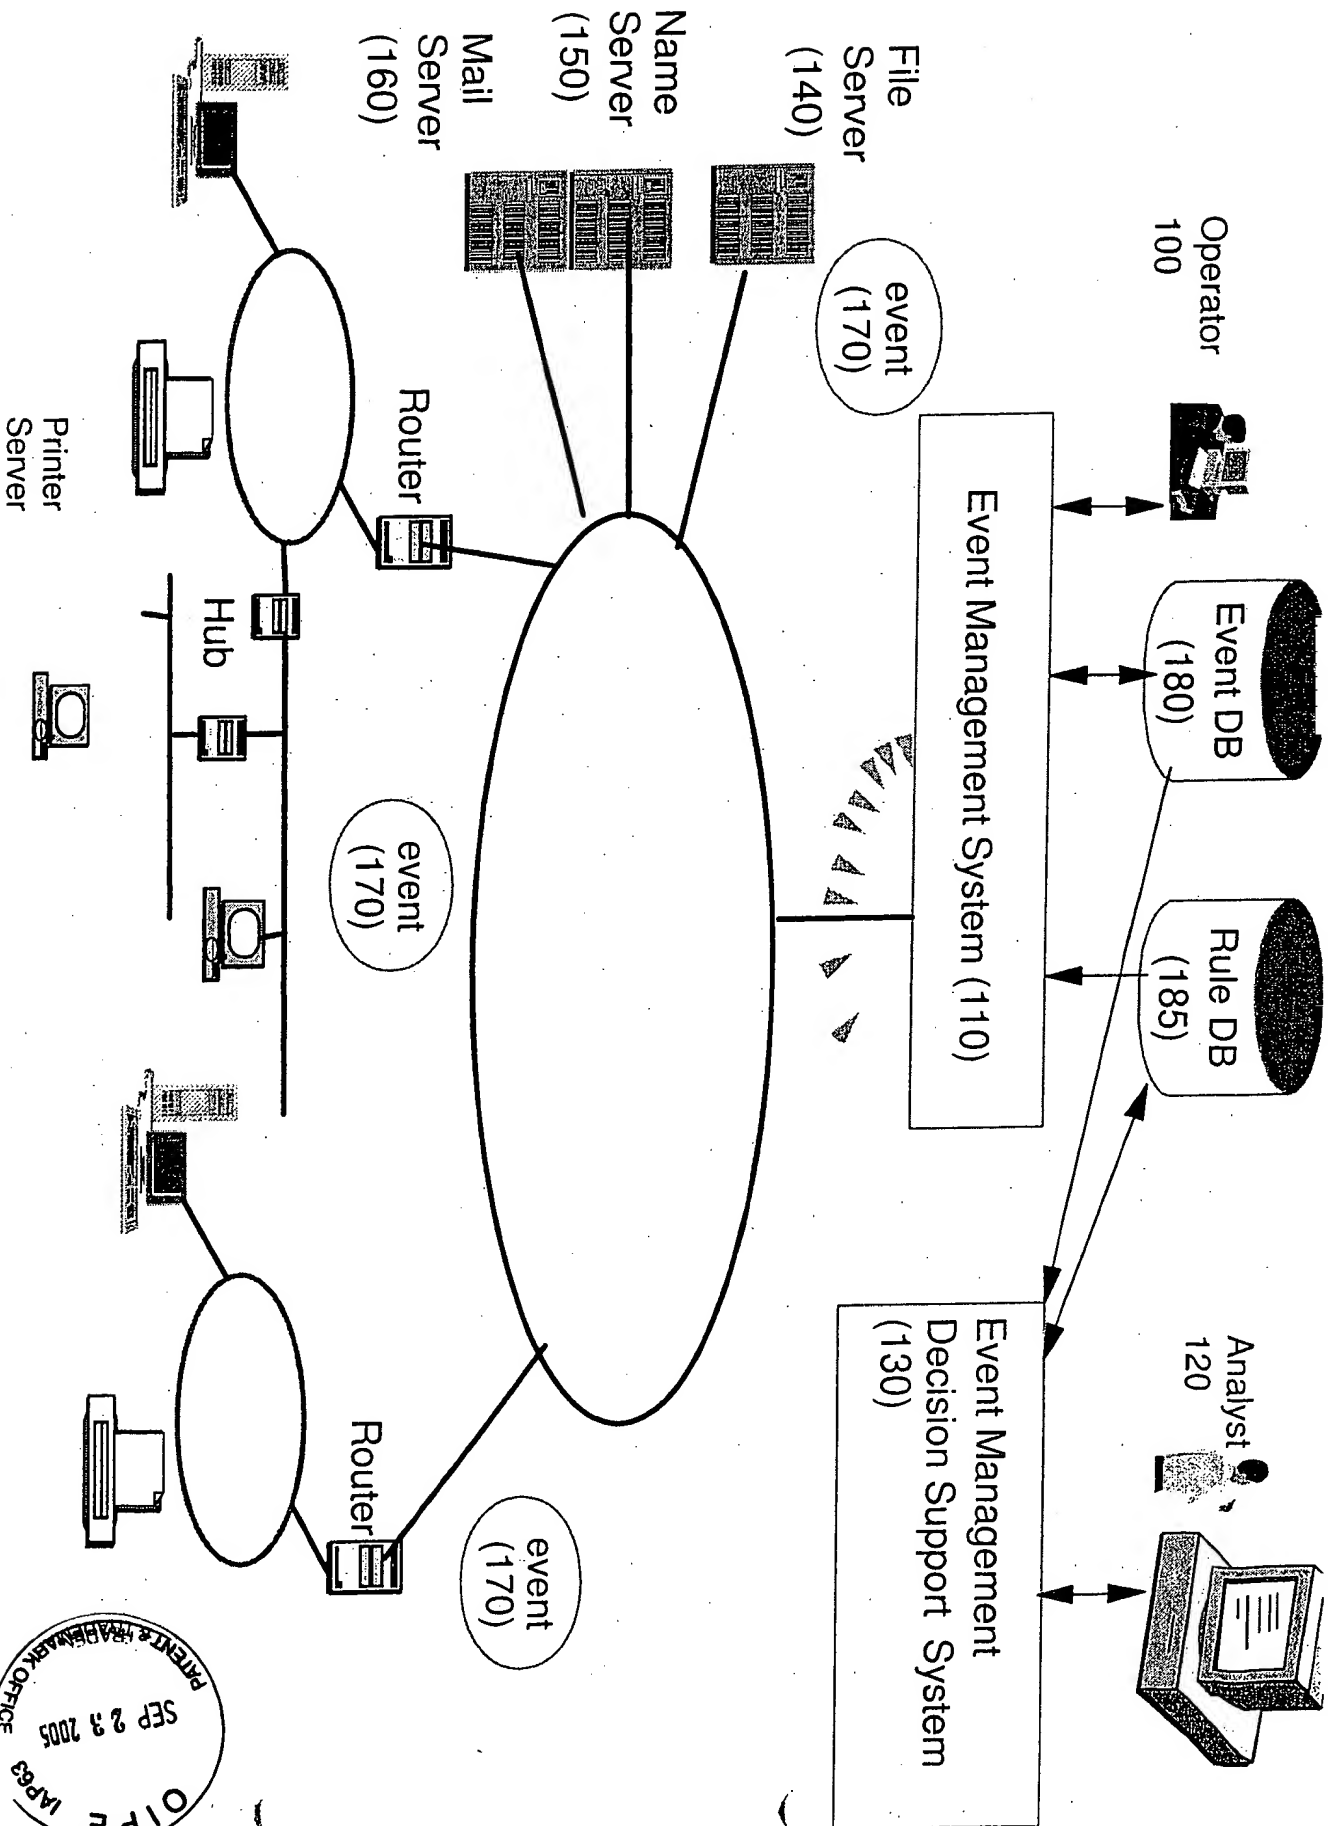 Operator
100
Event DB
(180)
Rule DB
(185)
Analyst
120
Event Management System (110)
Event Management
Decision Support System
(130)
File
Server
(140)
event
(170)
Name
Server
(150)
Mail
Server
(160)
Router
event
(170)
event
(170)
Router
Hub
Printer
Server
PATENT & TRADEMARK OFFICE
SEP 23 2005
IAP63